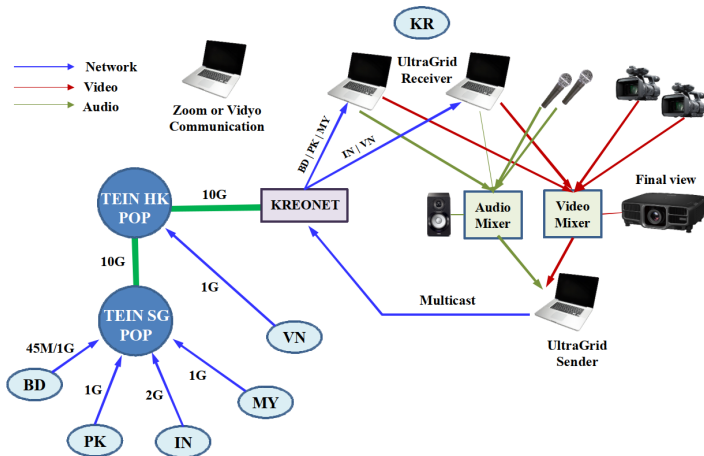 KR
Network
Video
Audio
Zoom or Vidyo
Communication
UltraGrid
Receiver
BD | PK | MY
IN | VN
TEIN HK
POP
10G
KREONET
Audio
Mixer
Video
Mixer
Final view
10G
1G
Multicast
TEIN SG
POP
UltraGrid
Sender
45M/1G
VN
BD
1G
2G
1G
MY
PK
IN